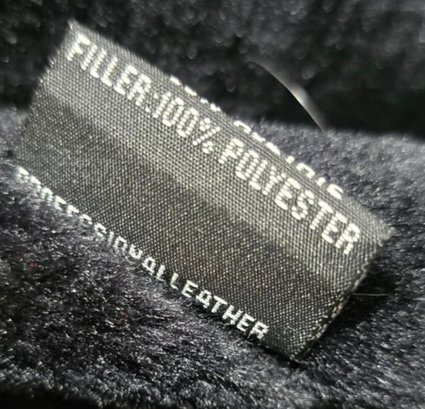 FILLER:100% POLYESTER
PROFESSIONAL LEATHER